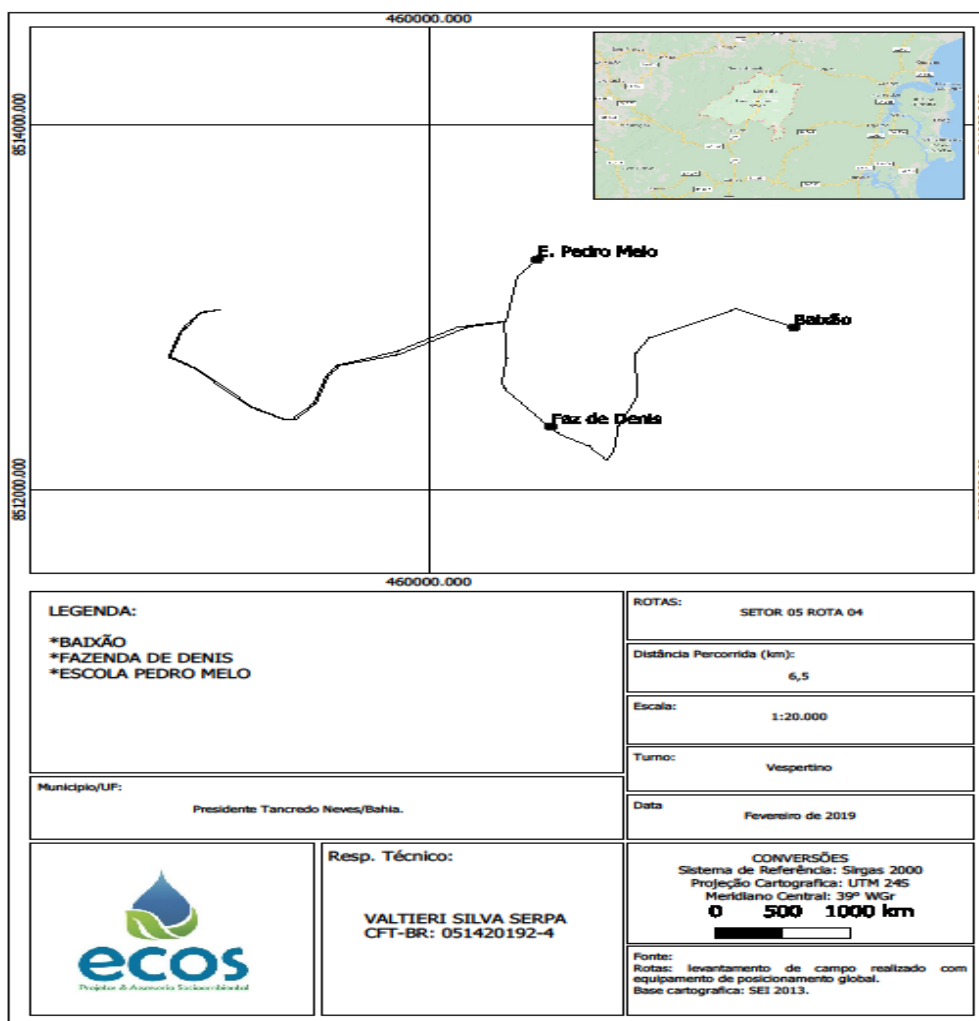 460000.000
8514000.000
E. Pedro Melo
Baixão
Faz de Denis
8512000.000
460000.000
LEGENDA:
*BAIXÃO
*FAZENDA DE DENIS
*ESCOLA PEDRO MELO
ROTAS:
SETOR 05 ROTA 04
Distância Percorrida (km):
6,5
Escala:
1:20.000
Turno:
Vespertino
Município/UF:
Presidente Tancredo Neves/Bahia.
Data
Fevereiro de 2019
ecos
Projetos & Assessoria Socioambiental
Resp. Técnico:
VALTIERI SILVA SERPA
CFT-BR: 051420192-4
CONVERSÕES
Sistema de Referência: Sirgas 2000
Projeção Cartografica: UTM 24S
Meridiano Central: 39° WGr
0 500 1000 km
Fonte:
Rotas: levantamento de campo realizado com
equipamento de posicionamento global.
Base cartografica: SEI 2013.